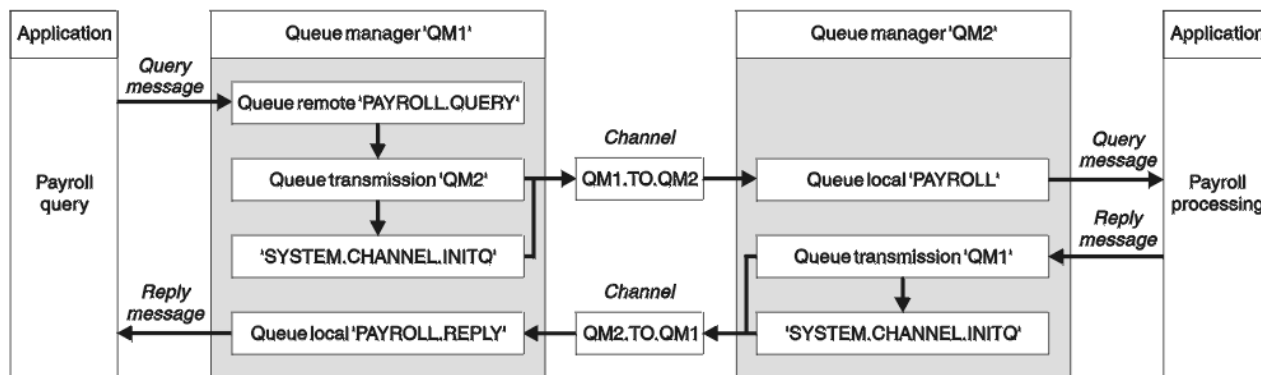 Application
Queue manager 'QM1'
Queue manager 'QM2'
Application
Query
message
Queue remote 'PAYROLL.QUERY'
Channel
Query
message
Payroll
query
Queue transmission 'QM2'
QM1.TO.QM2
Queue local 'PAYROLL'
Payroll
processing
Reply
message
'SYSTEM.CHANNEL.INITQ'
Queue transmission 'QM1'
Reply
message
Channel
Queue local 'PAYROLL.REPLY'
QM2.TO.QM1
'SYSTEM.CHANNEL.INITQ'